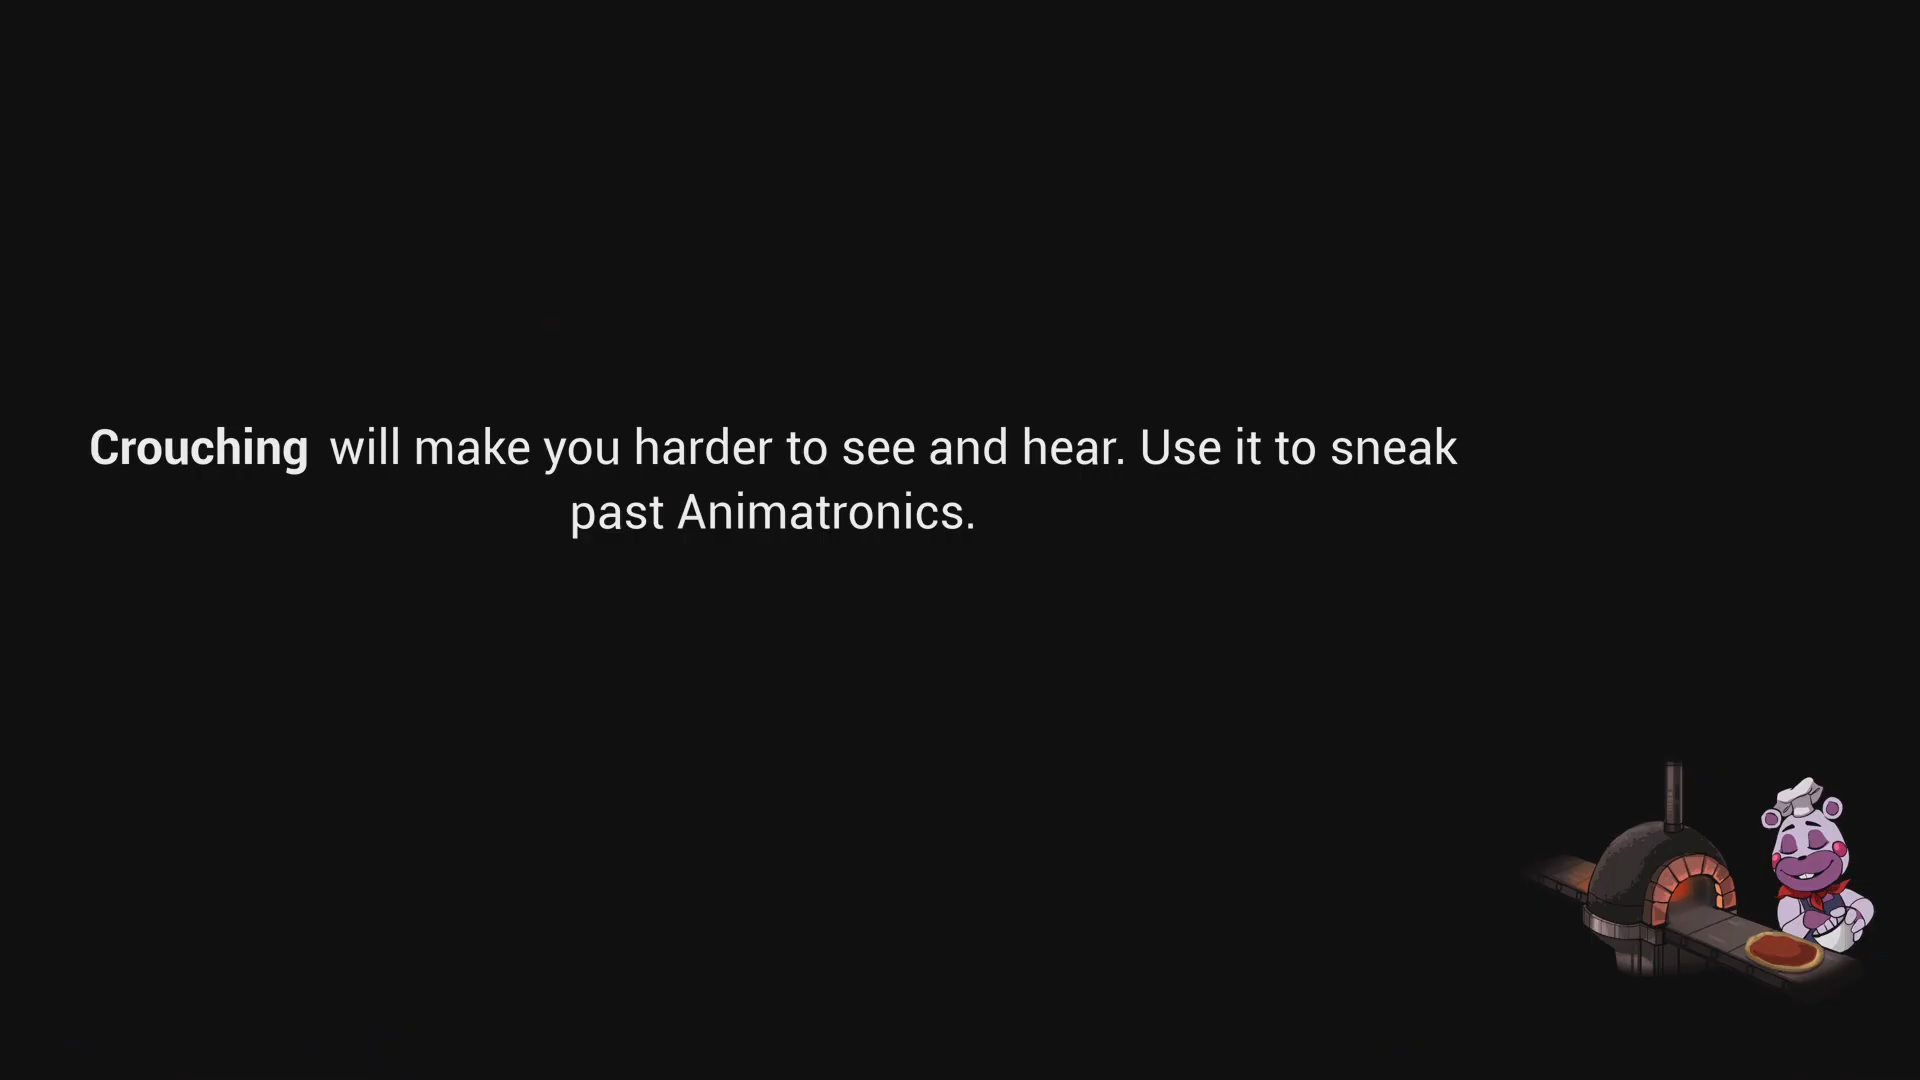 Crouching will make you harder to see and hear. Use it to sneak
past Animatronics.